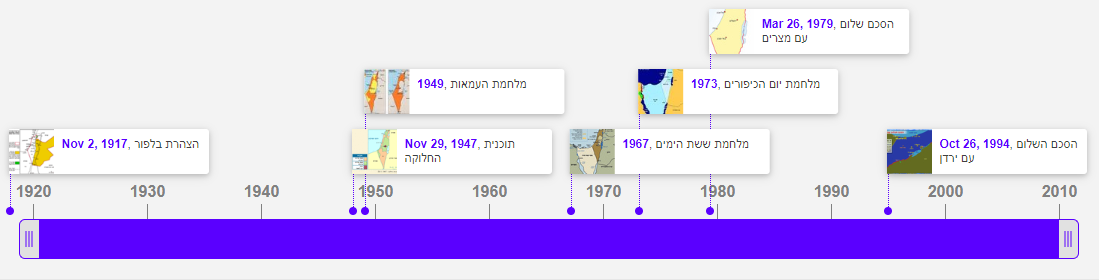 Mar 26, 1979, הסכם שלום
עם מצרים
1949, מלחמת העמאות
1973, מלחמת יום הכיפורים
Nov 2, 1917, הצהרת בלפור
Nov 29, 1947, תוכנית
החלוקה
1967, מלחמת ששת הימים
Oct 26, 1994, הסכם השלום
עם ירדן
1920 1930 1940 1950 1960 1970 1980 1990 2000 2010